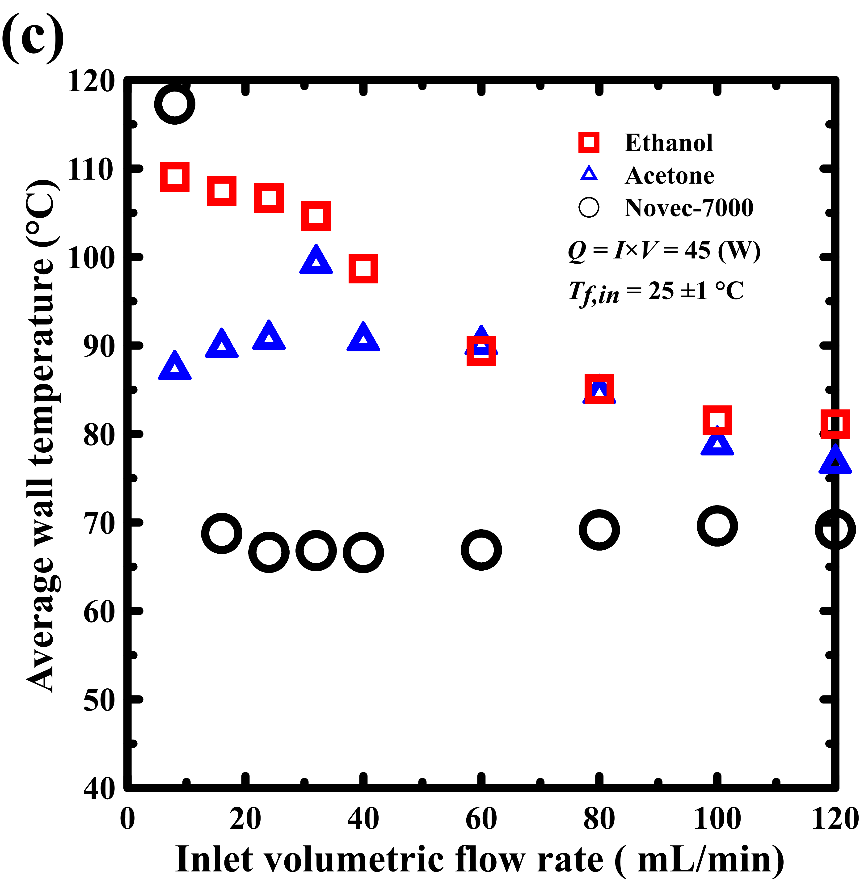 (c)
Average wall temperature (°C)
120
110
100
90
80
70
60
50
40
Ethanol
Acetone
Novec-7000
Q = I×V = 45 (W)
Tf,in = 25 ±1 °C
0 20 40 60 80 100 120
Inlet volumetric flow rate ( mL/min)